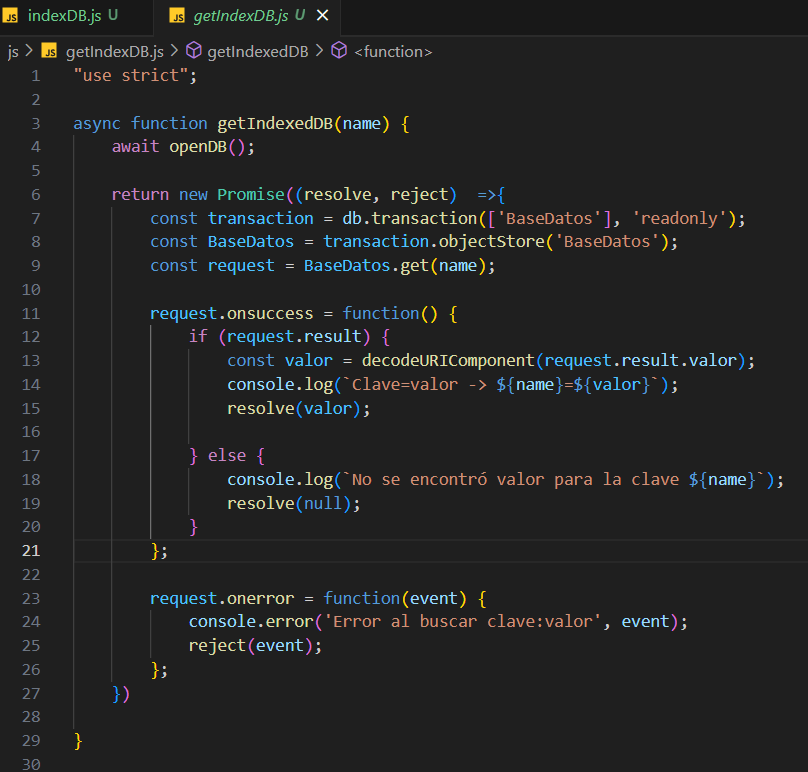 JS indexDB.js U JS getIndexDB.js U ×
js > JS getIndexDB.js > getIndexedDB > <function>
1 "use strict";
2
3 async function getIndexedDB(name) {
4     await openDB();
5
6     return new Promise((resolve, reject)  =>{
7         const transaction = db.transaction(['BaseDatos'], 'readonly');
8         const BaseDatos = transaction.objectStore('BaseDatos');
9         const request = BaseDatos.get(name);
10
11         request.onsuccess = function() {
12             if (request.result) {
13                 const valor = decodeURIComponent(request.result.valor);
14                 console.log(`Clave=valor -> ${name}=${valor}`);
15                 resolve(valor);
16
17             } else {
18                 console.log(`No se encontró valor para la clave ${name}`);
19                 resolve(null);
20             }
21         };
22
23         request.onerror = function(event) {
24             console.error('Error al buscar clave:valor', event);
25             reject(event);
26         };
27     })
28
29 }
30